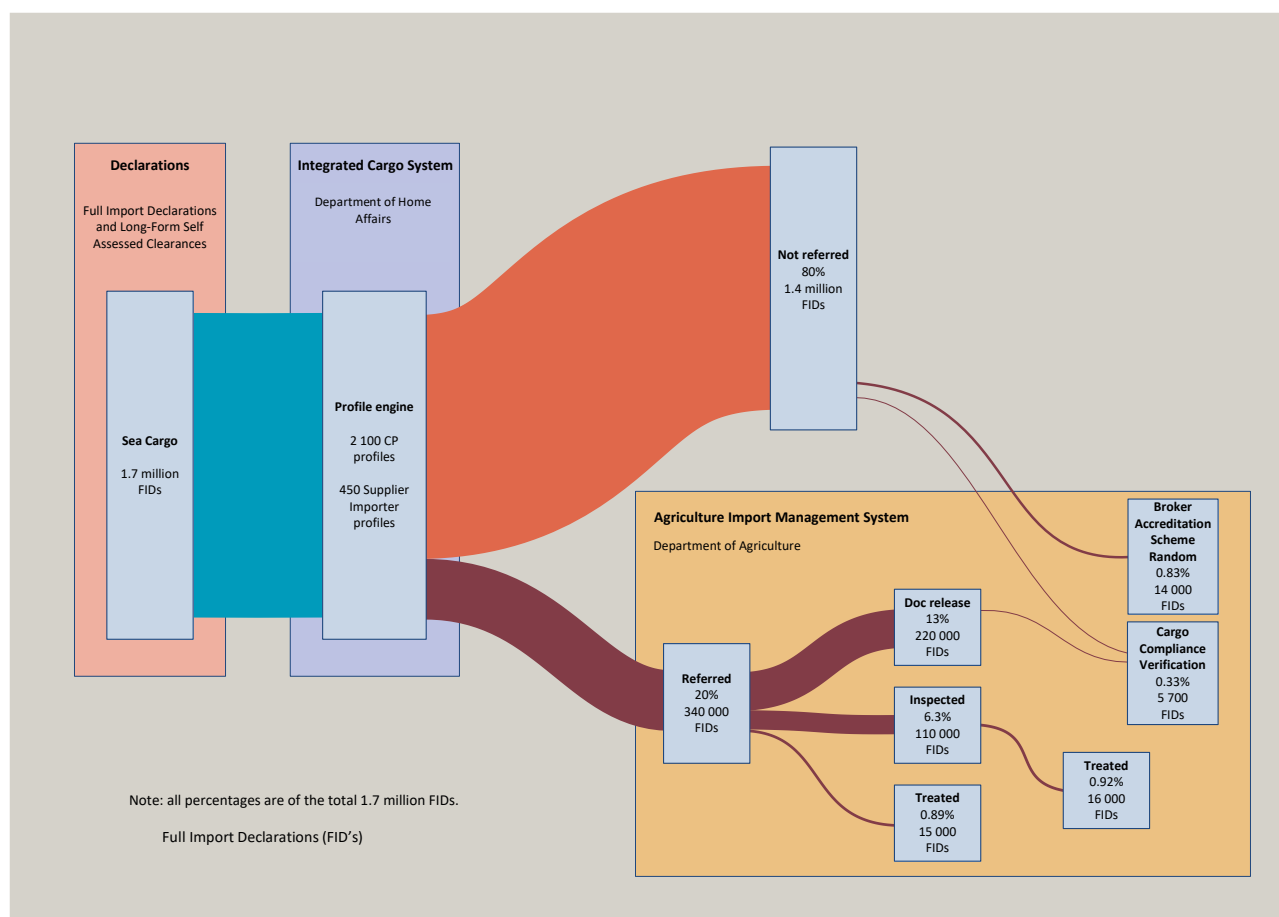 Declarations
Full Import Declarations
and Long-Form Self
Assessed Clearances
Sea Cargo
1.7 million
FIDs
Integrated Cargo System
Department of Home
Affairs
Profile engine
2 100 CP
profiles
450 Supplier
Importer
profiles
Not referred
80%
1.4 million
FIDs
Agriculture Import Management System
Department of Agriculture
Referred
20%
340 000
FIDs
Doc release
13%
220 000
FIDs
Inspected
6.3%
110 000
FIDs
Treated
0.89%
15 000
FIDs
Broker
Accreditation
Scheme
Random
0.83%
14 000
FIDs
Cargo
Compliance
Verification
0.33%
5 700
FIDs
Treated
0.92%
16 000
FIDs
Note: all percentages are of the total 1.7 million FIDs.
Full Import Declarations (FID’s)